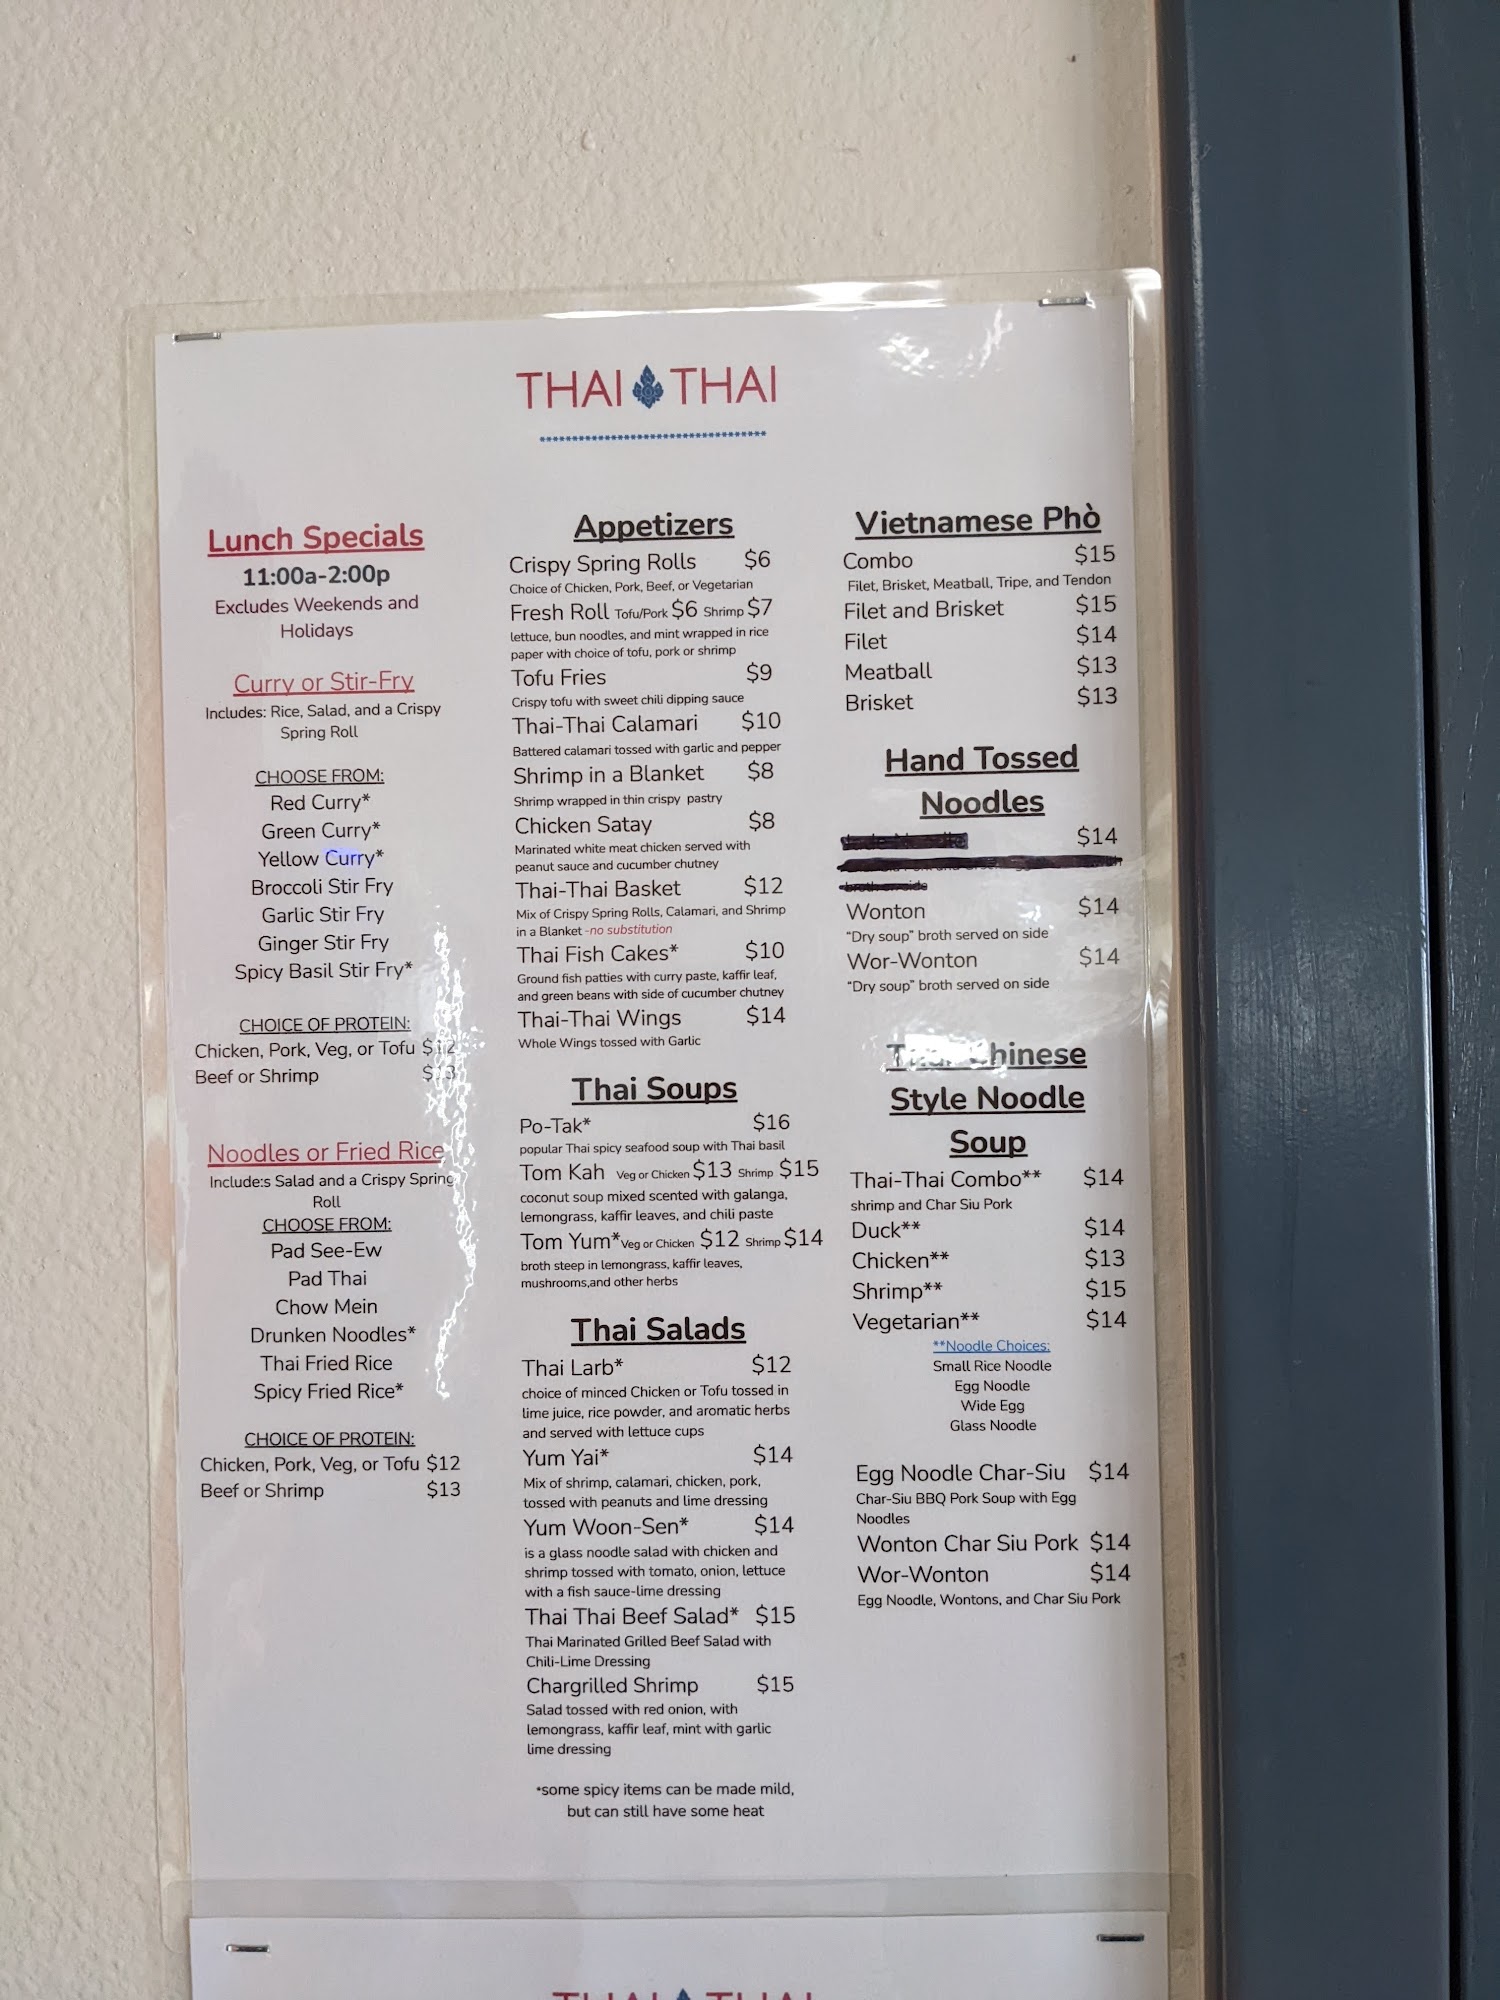 THAI THAI
***********************************
Lunch Specials
11:00a-2:00p
Excludes Weekends and
Holidays
Curry or Stir-Fry
Includes: Rice, Salad, and a Crispy
Spring Roll
CHOOSE FROM:
Red Curry*
Green Curry*
Yellow Curry*
Broccoli Stir Fry
Garlic Stir Fry
Ginger Stir Fry
Spicy Basil Stir Fry*
CHOICE OF PROTEIN:
Chicken, Pork, Veg, or Tofu $12
Beef or Shrimp $13
Noodles or Fried Rice
Include:s Salad and a Crispy Spring
Roll
CHOOSE FROM:
Pad See-Ew
Pad Thai
Chow Mein
Drunken Noodles*
Thai Fried Rice
Spicy Fried Rice*
CHOICE OF PROTEIN:
Chicken, Pork, Veg, or Tofu $12
Beef or Shrimp $13
Appetizers
Crispy Spring Rolls $6
Choice of Chicken, Pork, Beef, or Vegetarian
Fresh Roll Tofu/Pork $6 Shrimp $7
lettuce, bun noodles, and mint wrapped in rice
paper with choice of tofu, pork or shrimp
Tofu Fries $9
Crispy tofu with sweet chili dipping sauce
Thai-Thai Calamari $10
Battered calamari tossed with garlic and pepper
Shrimp in a Blanket $8
Shrimp wrapped in thin crispy pastry
Chicken Satay $8
Marinated white meat chicken served with
peanut sauce and cucumber chutney
Thai-Thai Basket $12
Mix of Crispy Spring Rolls, Calamari, and Shrimp
in a Blanket -no substitution
Thai Fish Cakes* $10
Ground fish patties with curry paste, kaffir leaf,
and green beans with side of cucumber chutney
Thai-Thai Wings $14
Whole Wings tossed with Garlic
Thai Soups
Po-Tak* $16
popular Thai spicy seafood soup with Thai basil
Tom Kah Veg or Chicken $13 Shrimp $15
coconut soup mixed scented with galanga,
lemongrass, kaffir leaves, and chili paste
Tom Yum* Veg or Chicken $12 Shrimp $14
broth steep in lemongrass, kaffir leaves,
mushrooms,and other herbs
Thai Salads
Thai Larb* $12
choice of minced Chicken or Tofu tossed in
lime juice, rice powder, and aromatic herbs
and served with lettuce cups
Yum Yai* $14
Mix of shrimp, calamari, chicken, pork,
tossed with peanuts and lime dressing
Yum Woon-Sen* $14
is a glass noodle salad with chicken and
shrimp tossed with tomato, onion, lettuce
with a fish sauce-lime dressing
Thai Thai Beef Salad* $15
Thai Marinated Grilled Beef Salad with
Chili-Lime Dressing
Chargrilled Shrimp $15
Salad tossed with red onion, with
lemongrass, kaffir leaf, mint with garlic
lime dressing
*some spicy items can be made mild,
but can still have some heat
Vietnamese Phò
Combo $15
Filet, Brisket, Meatball, Tripe, and Tendon
Filet and Brisket $15
Filet $14
Meatball $13
Brisket $13
Hand Tossed
Noodles
$14
broth on side
Wonton $14
"Dry soup" broth served on side
Wor-Wonton $14
"Dry soup" broth served on side
Chinese
Style Noodle
Soup
Thai-Thai Combo** $14
shrimp and Char Siu Pork
Duck** $14
Chicken** $13
Shrimp** $15
Vegetarian** $14
**Noodle Choices:
Small Rice Noodle
Egg Noodle
Wide Egg
Glass Noodle
Egg Noodle Char-Siu $14
Char-Siu BBQ Pork Soup with Egg
Noodles
Wonton Char Siu Pork $14
Wor-Wonton $14
Egg Noodle, Wontons, and Char Siu Pork
THAI THAI